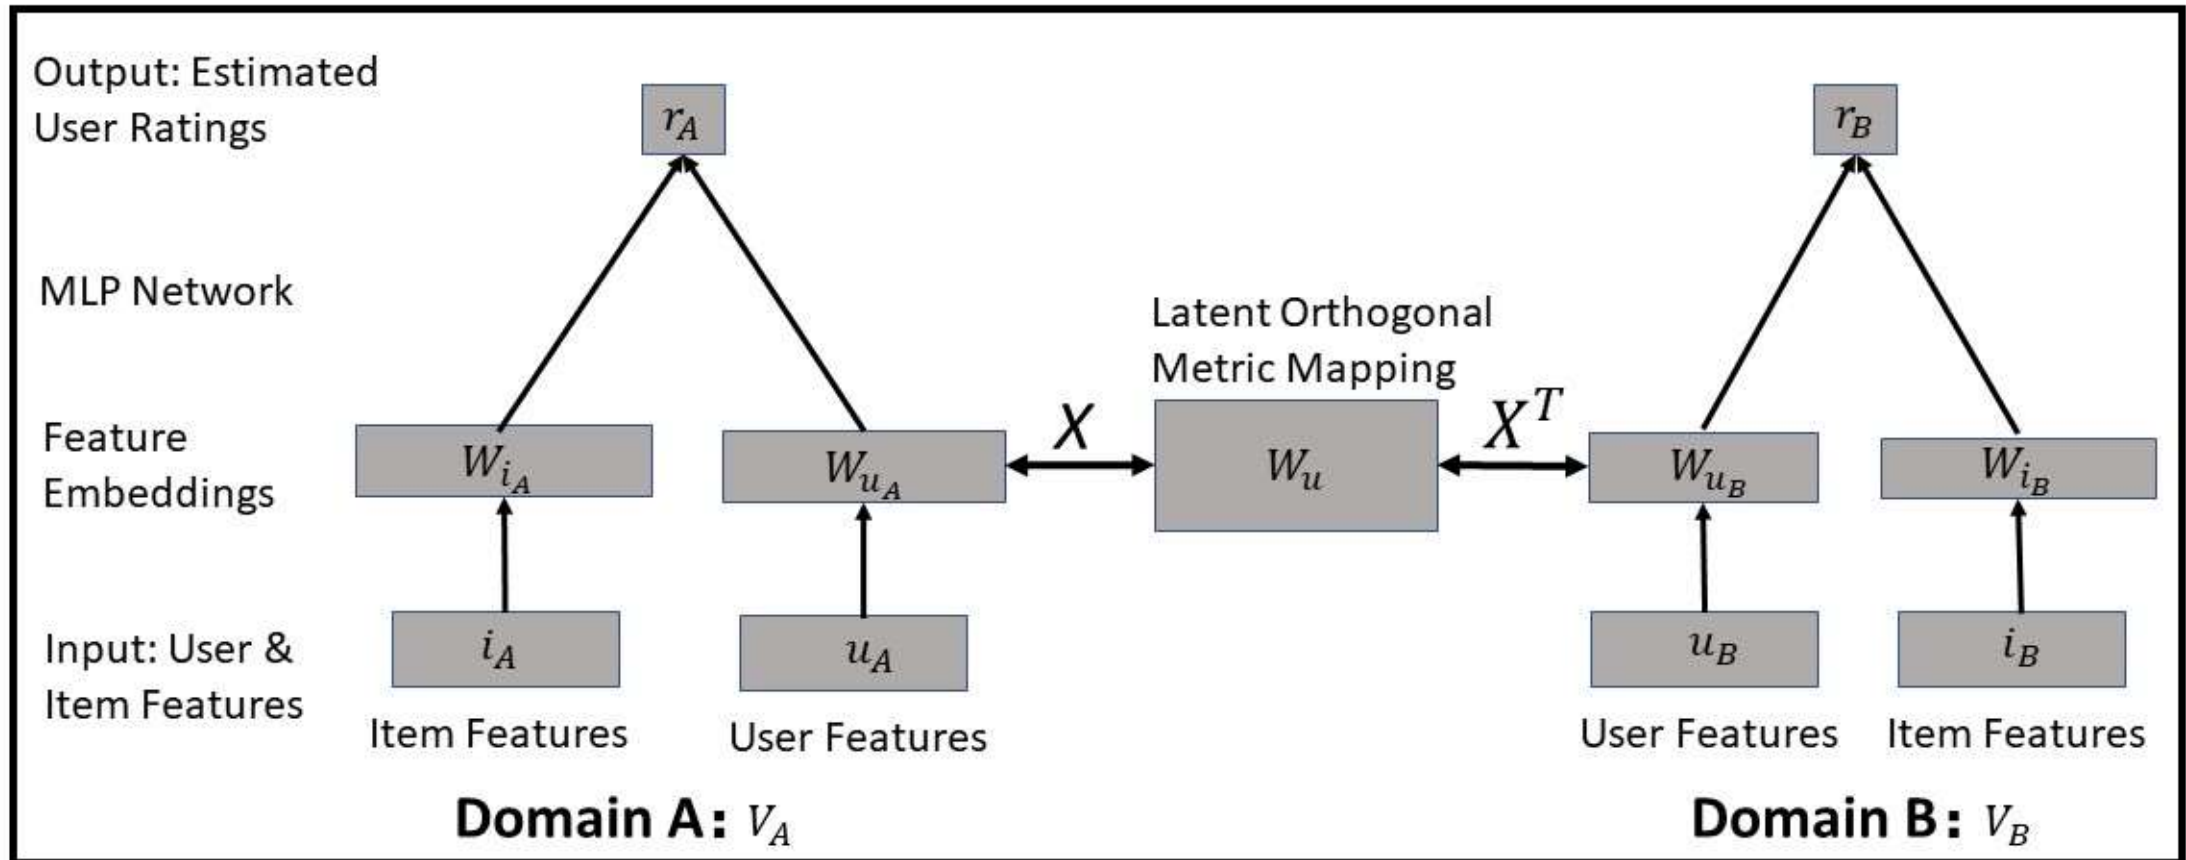 Output: Estimated
User Ratings
r_A
r_B
MLP Network
Latent Orthogonal
Metric Mapping
Feature
Embeddings
W_{i_A}
W_{u_A}
X
W_u
X^T
W_{u_B}
W_{i_B}
Input: User &
Item Features
i_A
u_A
u_B
i_B
Item Features
User Features
User Features
Item Features
Domain A: V_A
Domain B: V_B